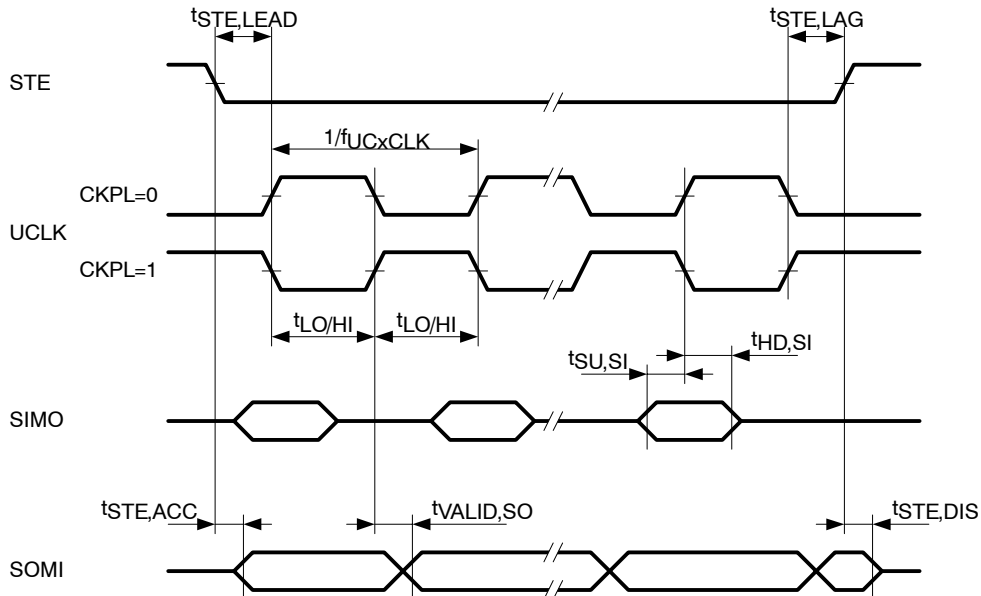 tSTE,LEAD
tSTE,LAG
STE
1/fUCxCLK
CKPL=0
UCLK
CKPL=1
tLO/HI
tLO/HI
tHD,SI
tSU,SI
SIMO
tSTE,ACC
tVALID,SO
tSTE,DIS
SOMI